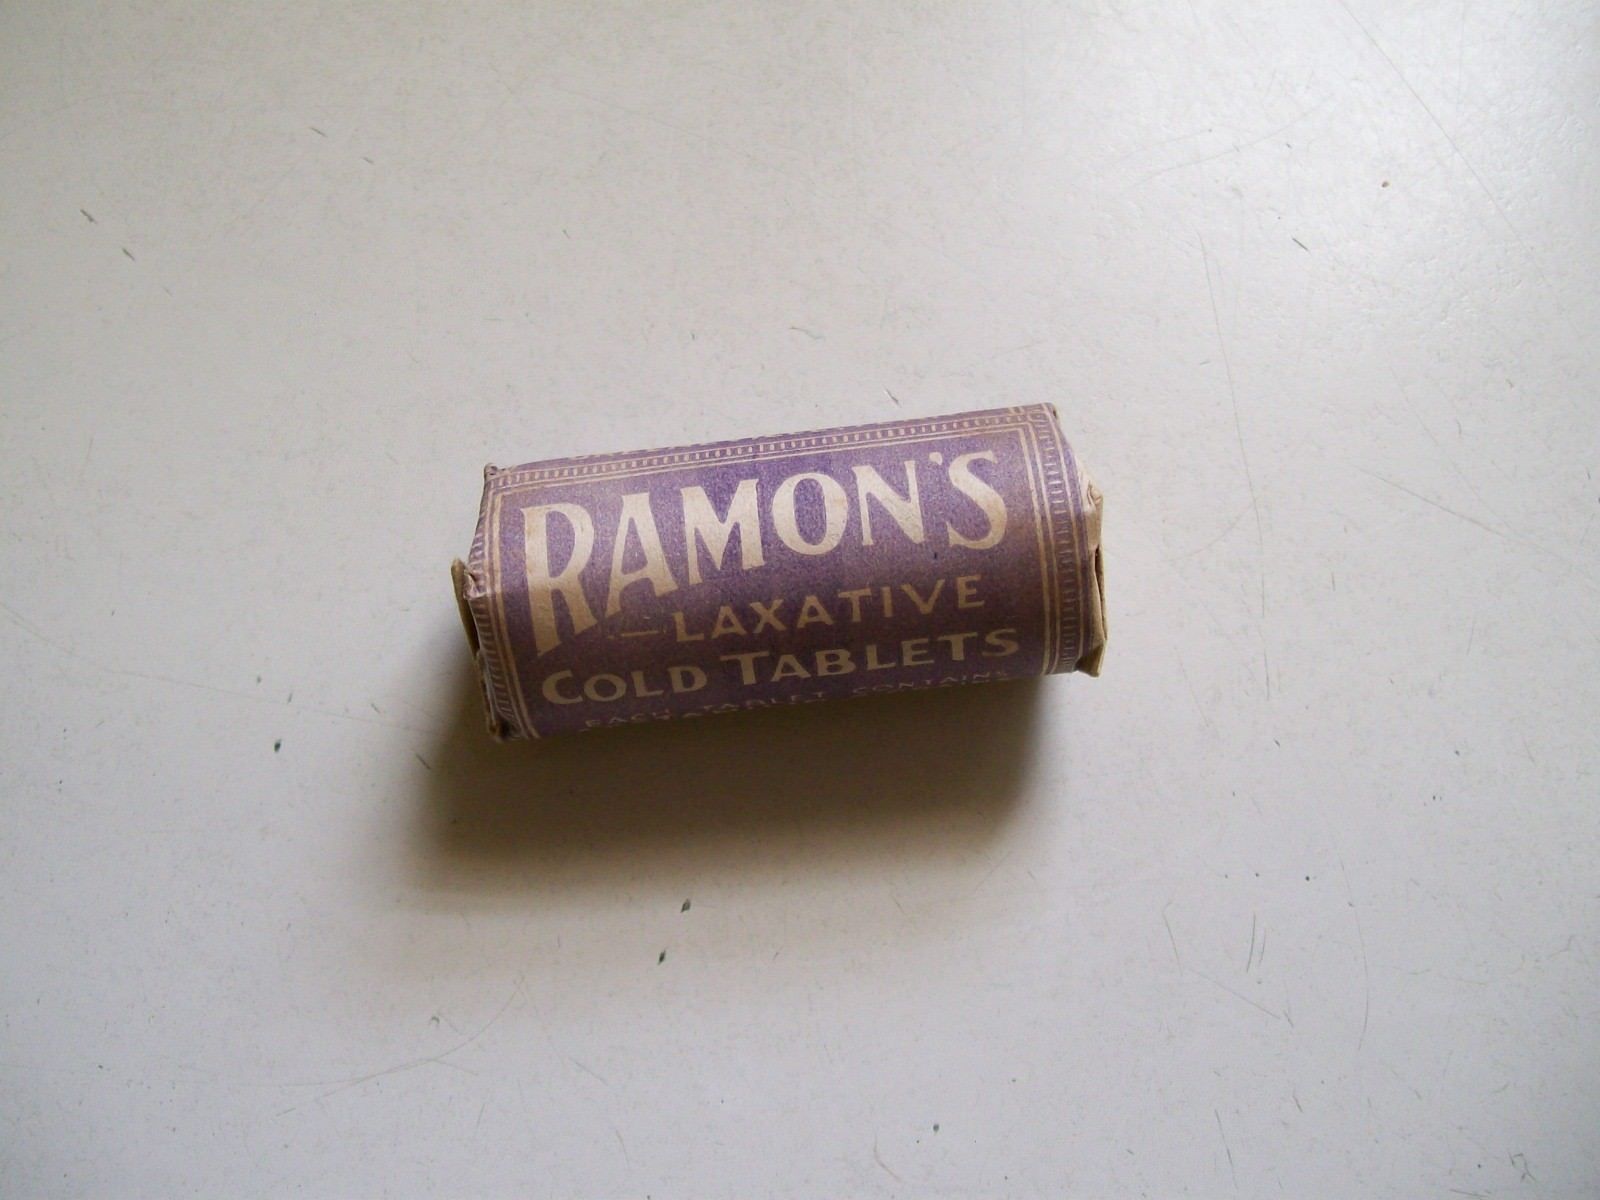 RAMON'S
—LAXATIVE
COLD TABLETS
EACH TABLET CONTAINS